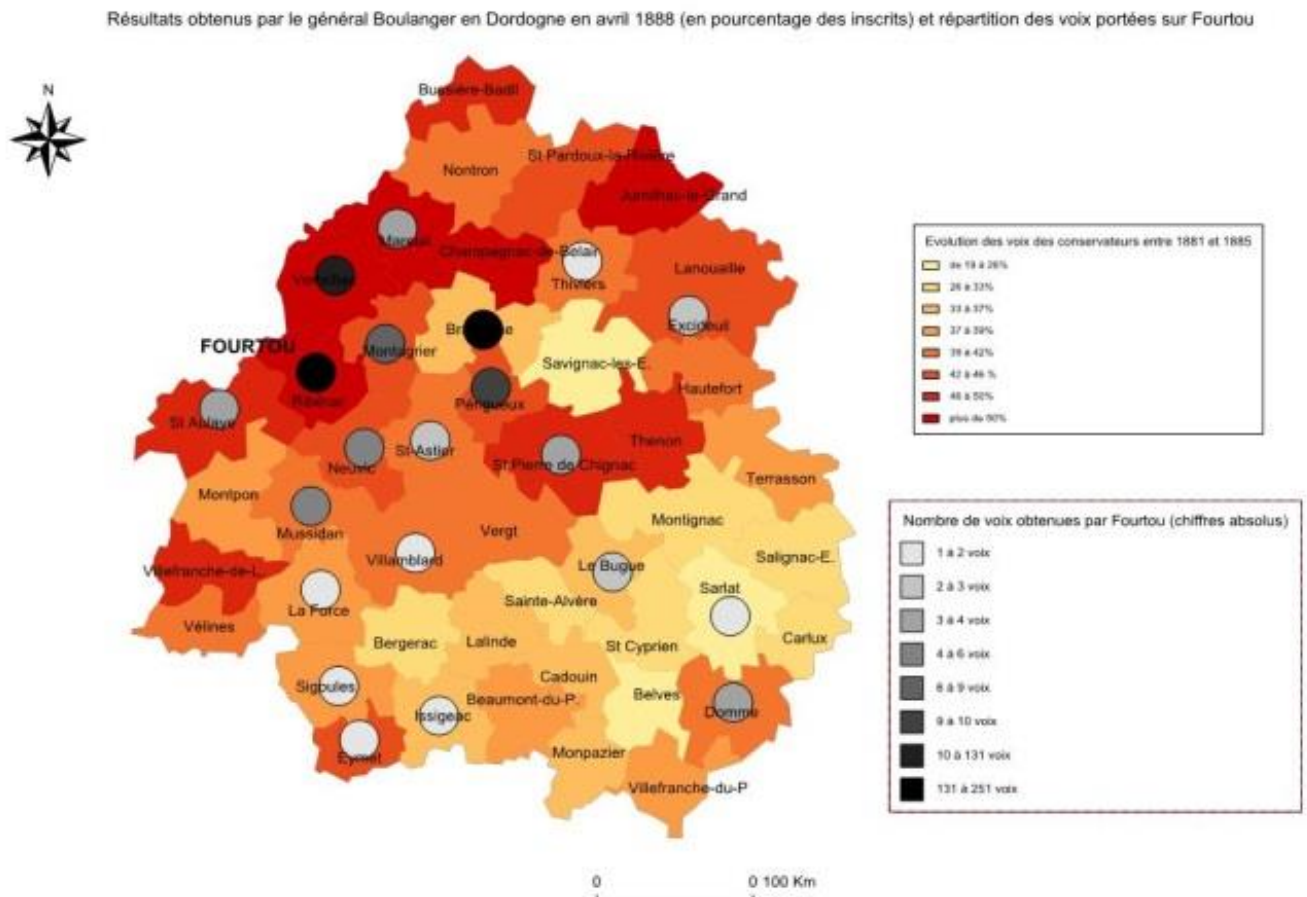 Résultats obtenus par le général Boulanger en Dordogne en avril 1888 (en pourcentage des inscrits) et répartition des voix portées sur Fourtou
N
Bussière-Badil
Nontron
St Pardoux-la-Rivière
Jumilhac-le-Grand
Mareuil
Champagnac-de-Belair
Thiviers
Lanouaille
Verteillac
Excideuil
FOURTOU
Montagrier
Savignac-les-E.
Hautefort
Ribérac
Périgueux
St Aulaye
Neuvic
St-Astier
St Pierre de Chignac
Thenon
Montpon
Terrasson
Mussidan
Vergt
Montignac
Villamblard
Salignac-E.
Villefranche-de-L.
Le Bugue
Sarlat
La Force
Sainte-Alvère
Vélines
Bergerac
Lalinde
St Cyprien
Carlux
Sigoules
Cadouin
Beaumont-du-P.
Belves
Issigeac
Domme
Eymet
Monpazier
Villefranche-du-P
Evolution des voix des conservateurs entre 1881 et 1885
de 19 à 26%
26 à 33%
33 à 37%
37 à 39%
39 à 42%
42 à 46 %
46 à 50%
plus de 50%
Nombre de voix obtenues par Fourtou (chiffres absolus)
1 à 2 voix
2 à 3 voix
3 à 4 voix
4 à 6 voix
6 à 9 voix
9 à 10 voix
10 à 131 voix
131 à 251 voix
0 0 100 Km